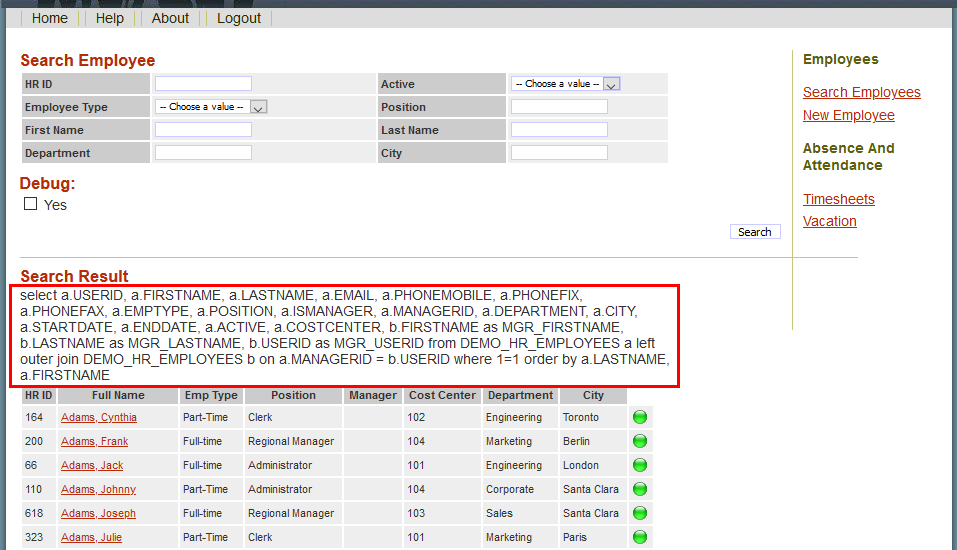 Home Help About Logout
Search Employee
HR ID Active -- Choose a value --
Employee Type -- Choose a value -- Position
First Name Last Name
Department City
Debug:
Yes
Search
Employees
Search Employees
New Employee
Absence And
Attendance
Timesheets
Vacation
Search Result
select a.USERID, a.FIRSTNAME, a.LASTNAME, a.EMAIL, a.PHONEMOBILE, a.PHONEFIX,
a.PHONEFAX, a.EMPTYPE, a.POSITION, a.ISMANAGER, a.MANAGERID, a.DEPARTMENT, a.CITY,
a.STARTDATE, a.ENDDATE, a.ACTIVE, a.COSTCENTER, b.FIRSTNAME as MGR_FIRSTNAME,
b.LASTNAME as MGR_LASTNAME, b.USERID as MGR_USERID from DEMO_HR_EMPLOYEES a left
outer join DEMO_HR_EMPLOYEES b on a.MANAGERID = b.USERID where 1=1 order by a.LASTNAME,
a.FIRSTNAME
HR ID Full Name Emp Type Position Manager Cost Center Department City
164 Adams, Cynthia Part-Time Clerk 102 Engineering Toronto
200 Adams, Frank Full-time Regional Manager 104 Marketing Berlin
66 Adams, Jack Full-time Administrator 101 Engineering London
110 Adams, Johnny Part-Time Administrator 104 Corporate Santa Clara
618 Adams, Joseph Full-time Regional Manager 103 Sales Santa Clara
323 Adams, Julie Part-Time Clerk 101 Marketing Paris